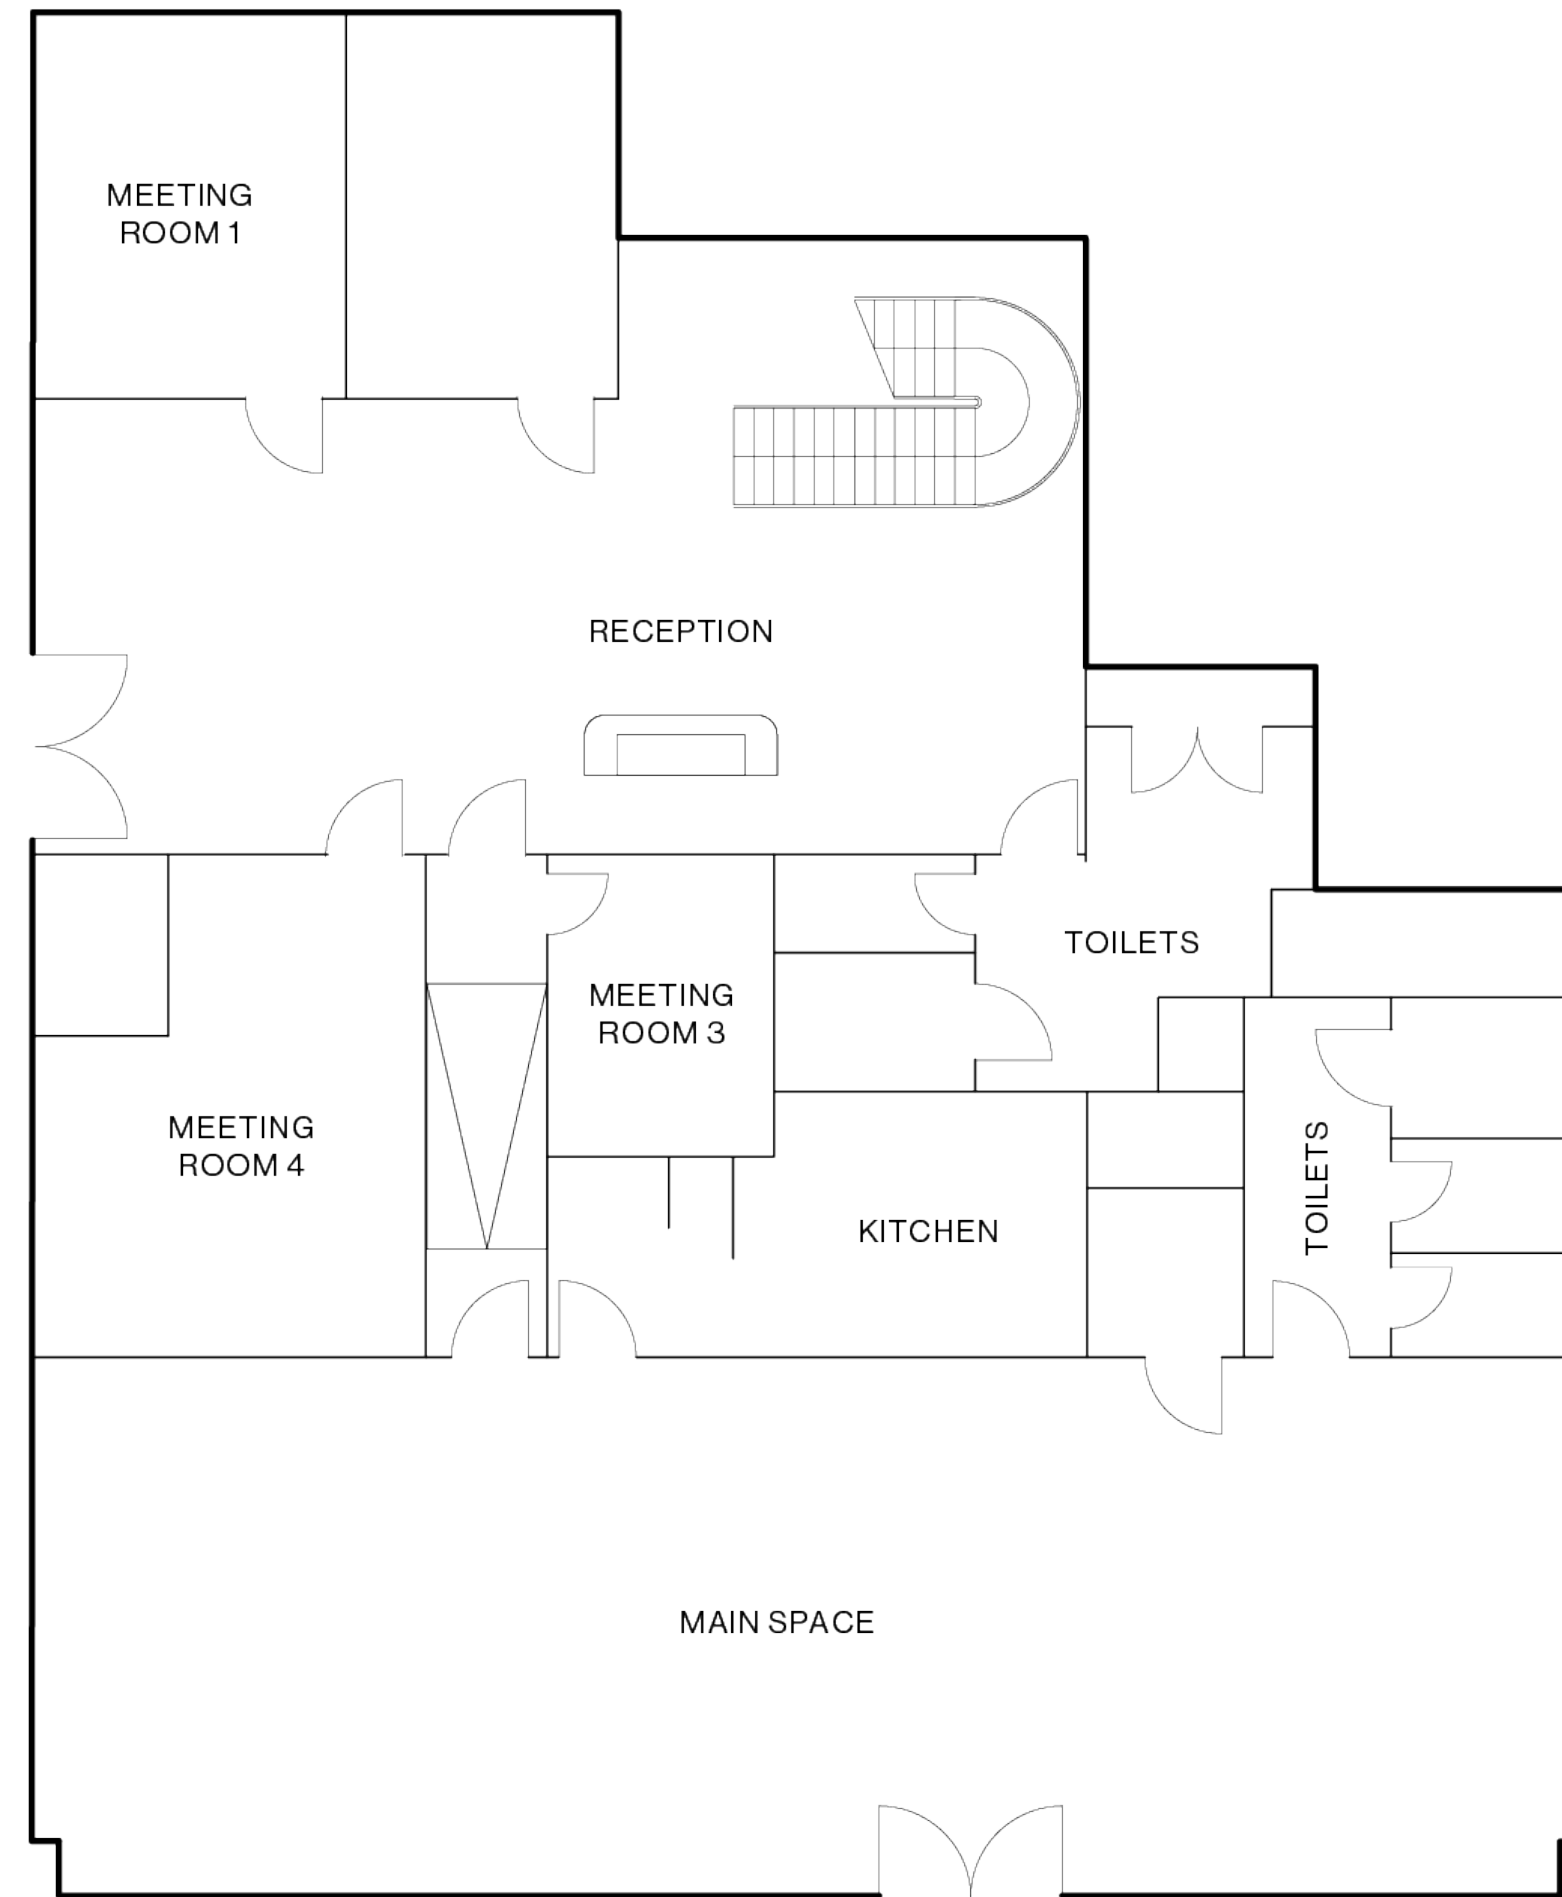 MEETING
ROOM 1
RECEPTION
TOILETS
MEETING
ROOM 3
MEETING
ROOM 4
TOILETS
KITCHEN
MAIN SPACE